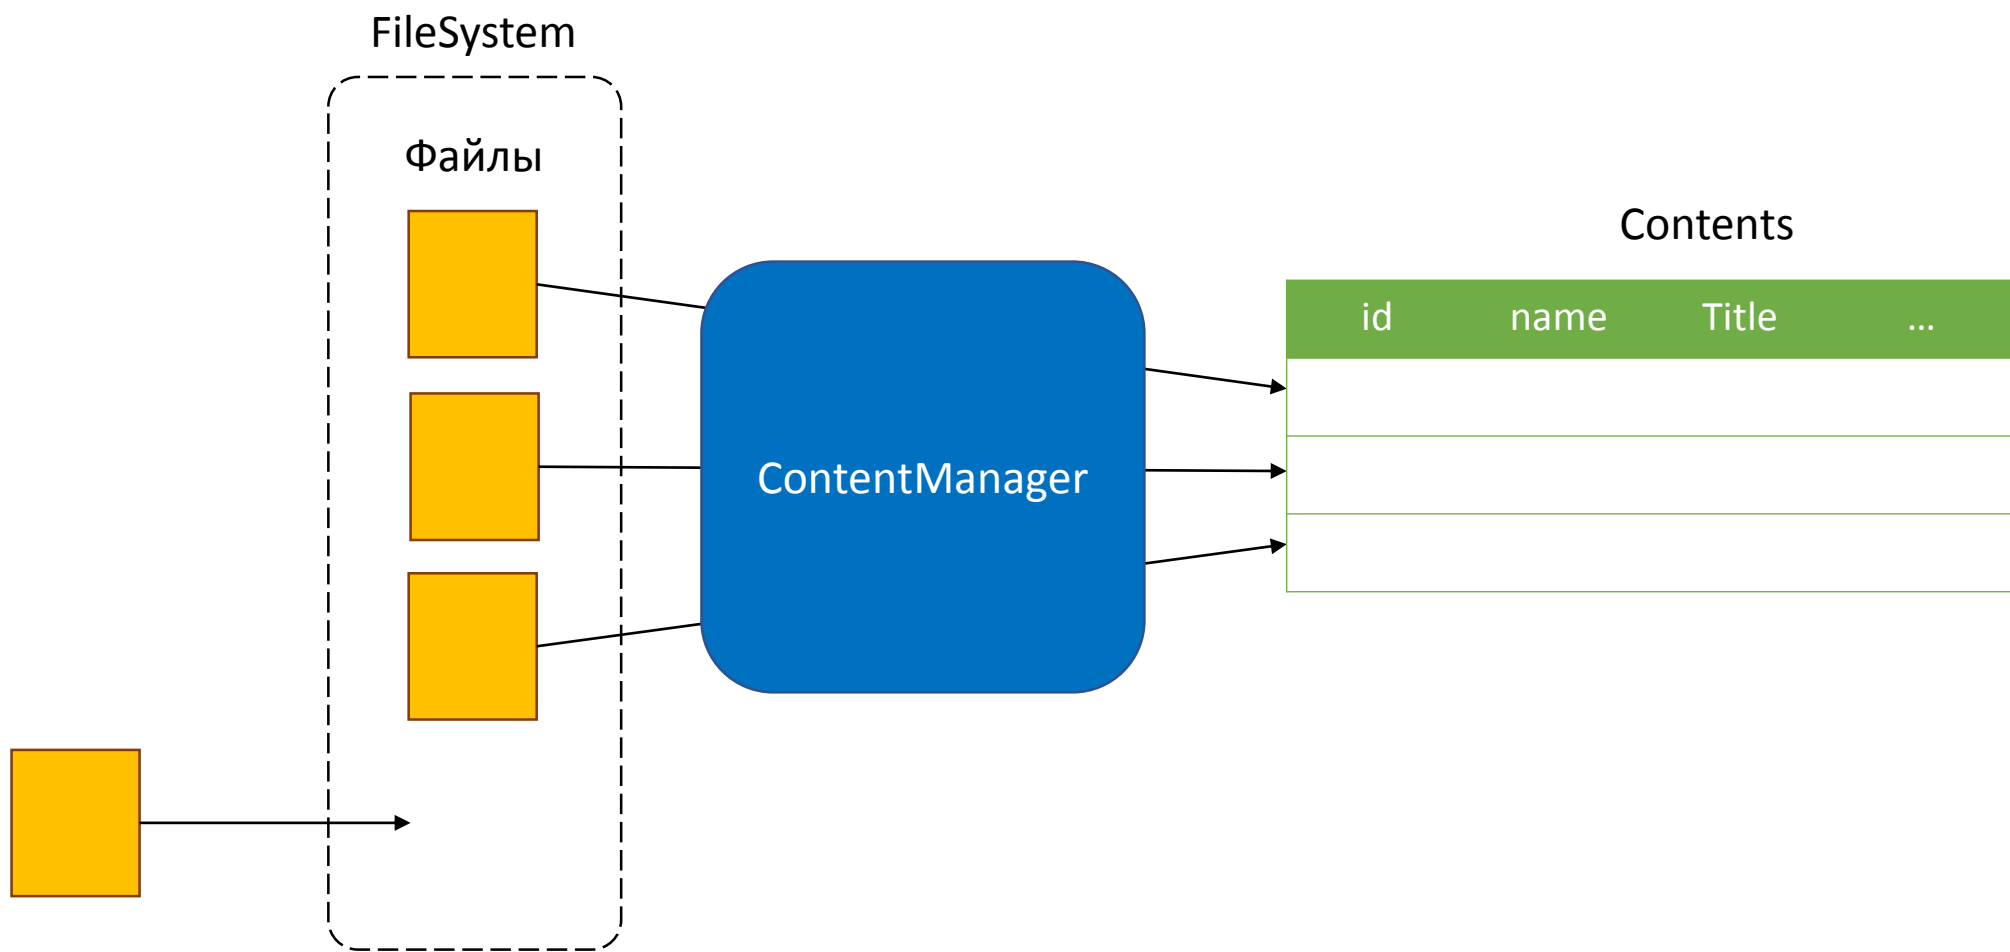 FileSystem
Файлы
Contents
id name Title ...
ContentManager